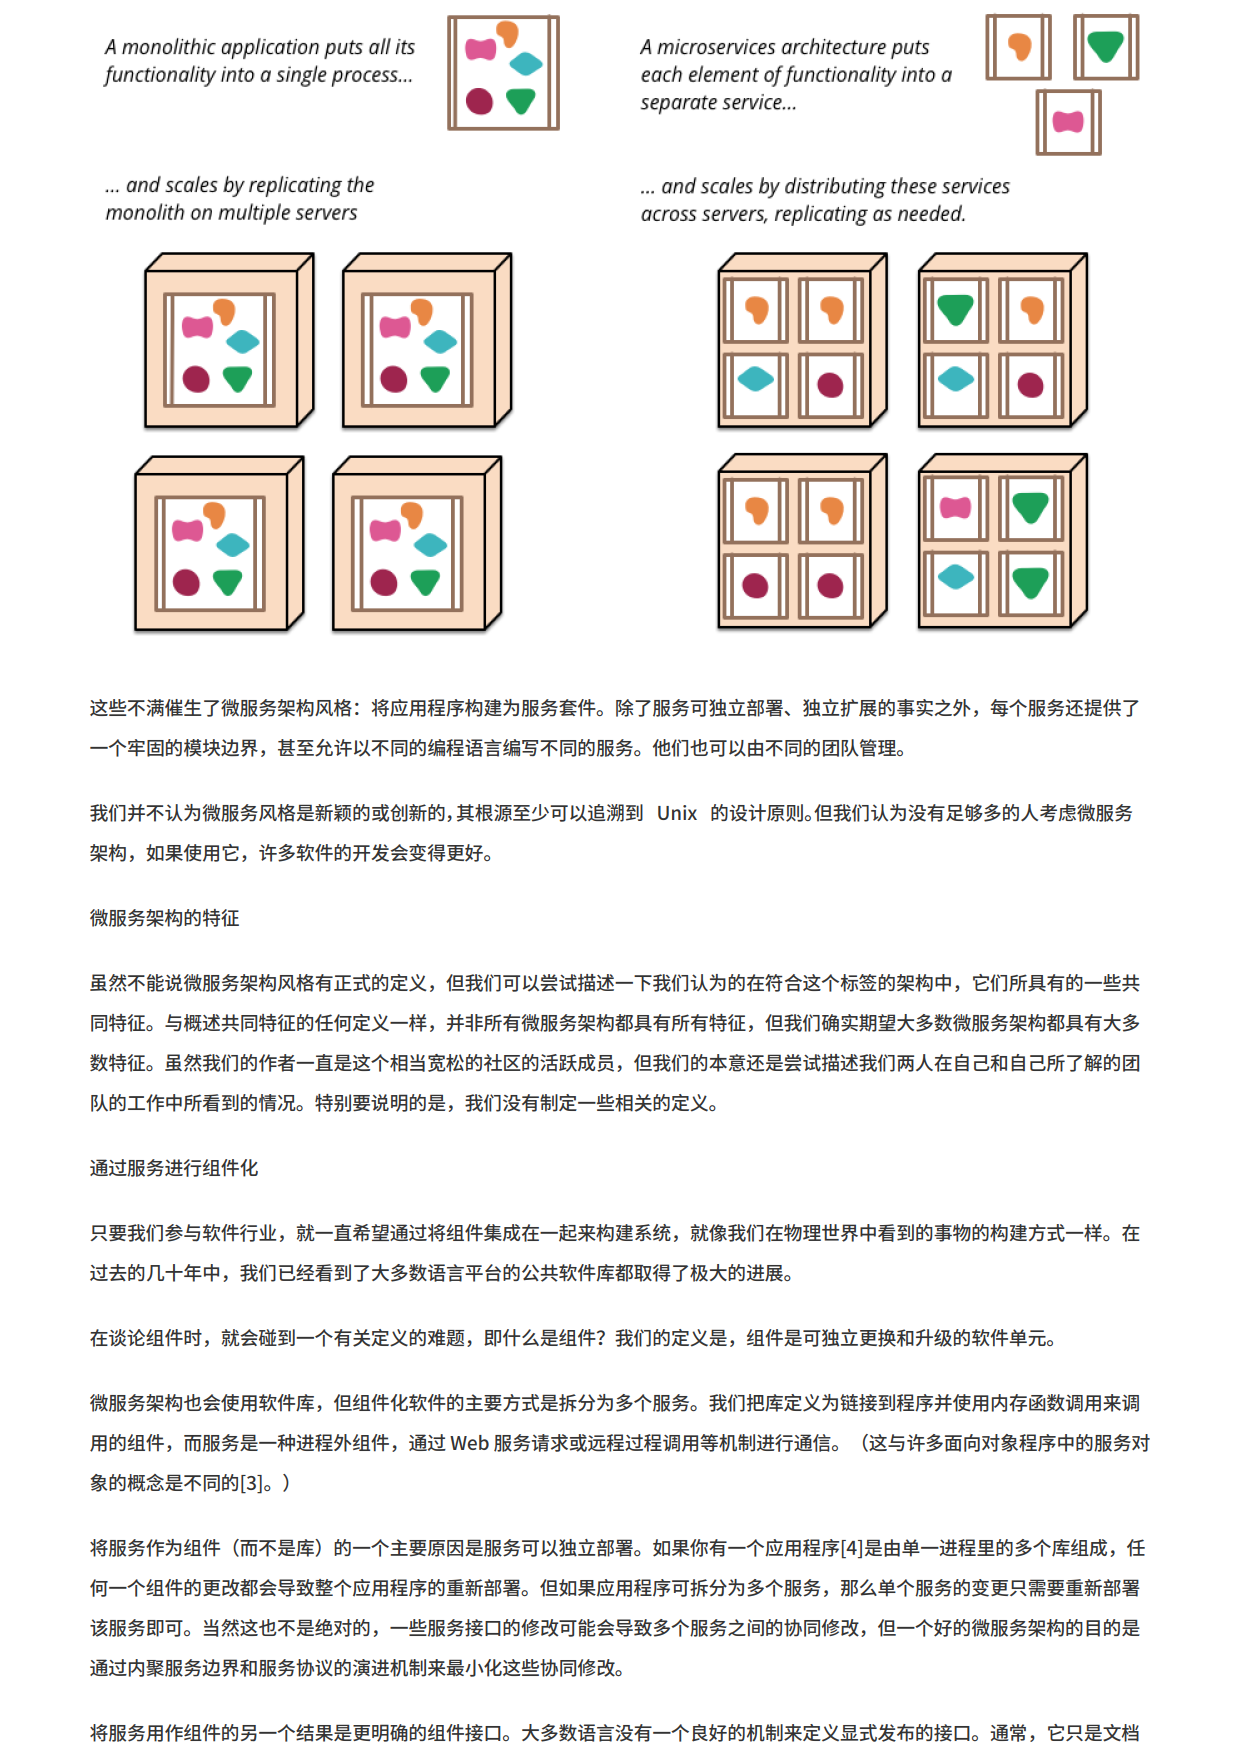 A monolithic application puts all its
functionality into a single process...
A microservices architecture puts
each element of functionality into a
separate service...
... and scales by replicating the
monolith on multiple servers
... and scales by distributing these services
across servers, replicating as needed.
这些不满催生了微服务架构风格：将应用程序构建为服务套件。除了服务可独立部署、独立扩展的事实之外，每个服务还提供了
一个牢固的模块边界，甚至允许以不同的编程语言编写不同的服务。他们也可以由不同的团队管理。
我们并不认为微服务风格是新颖的或创新的，其根源至少可以追溯到 Unix 的设计原则。但我们认为没有足够多的人考虑微服务
架构，如果使用它，许多软件的开发会变得更好。
微服务架构的特征
虽然不能说微服务架构风格有正式的定义，但我们可以尝试描述一下我们认为的在符合这个标签的架构中，它们所具有的一些共
同特征。与概述共同特征的任何定义一样，并非所有微服务架构都具有所有特征，但我们确实期望大多数微服务架构都具有大多
数特征。虽然我们的作者一直是这个相当宽松的社区的活跃成员，但我们的本意还是尝试描述我们两人在自己和自己所了解的团
队的工作中所看到的情况。特别要说明的是，我们没有制定一些相关的定义。
通过服务进行组件化
只要我们参与软件行业，就一直希望通过将组件集成在一起来构建系统，就像我们在物理世界中看到的事物的构建方式一样。在
过去的几十年中，我们已经看到了大多数语言平台的公共软件库都取得了极大的进展。
在谈论组件时，就会碰到一个有关定义的难题，即什么是组件？我们的定义是，组件是可独立更换和升级的软件单元。
微服务架构也会使用软件库，但组件化软件的主要方式是拆分为多个服务。我们把库定义为链接到程序并使用内存函数调用来调
用的组件，而服务是一种进程外组件，通过 Web 服务请求或远程过程调用等机制进行通信。（这与许多面向对象程序中的服务对
象的概念是不同的[3]。）
将服务作为组件（而不是库）的一个主要原因是服务可以独立部署。如果你有一个应用程序[4]是由单一进程里的多个库组成，任
何一个组件的更改都会导致整个应用程序的重新部署。但如果应用程序可拆分为多个服务，那么单个服务的变更只需要重新部署
该服务即可。当然这也不是绝对的，一些服务接口的修改可能会导致多个服务之间的协同修改，但一个好的微服务架构的目的是
通过内聚服务边界和服务协议的演进机制来最小化这些协同修改。
将服务用作组件的另一个结果是更明确的组件接口。大多数语言没有一个良好的机制来定义显式发布的接口。通常，它只是文档